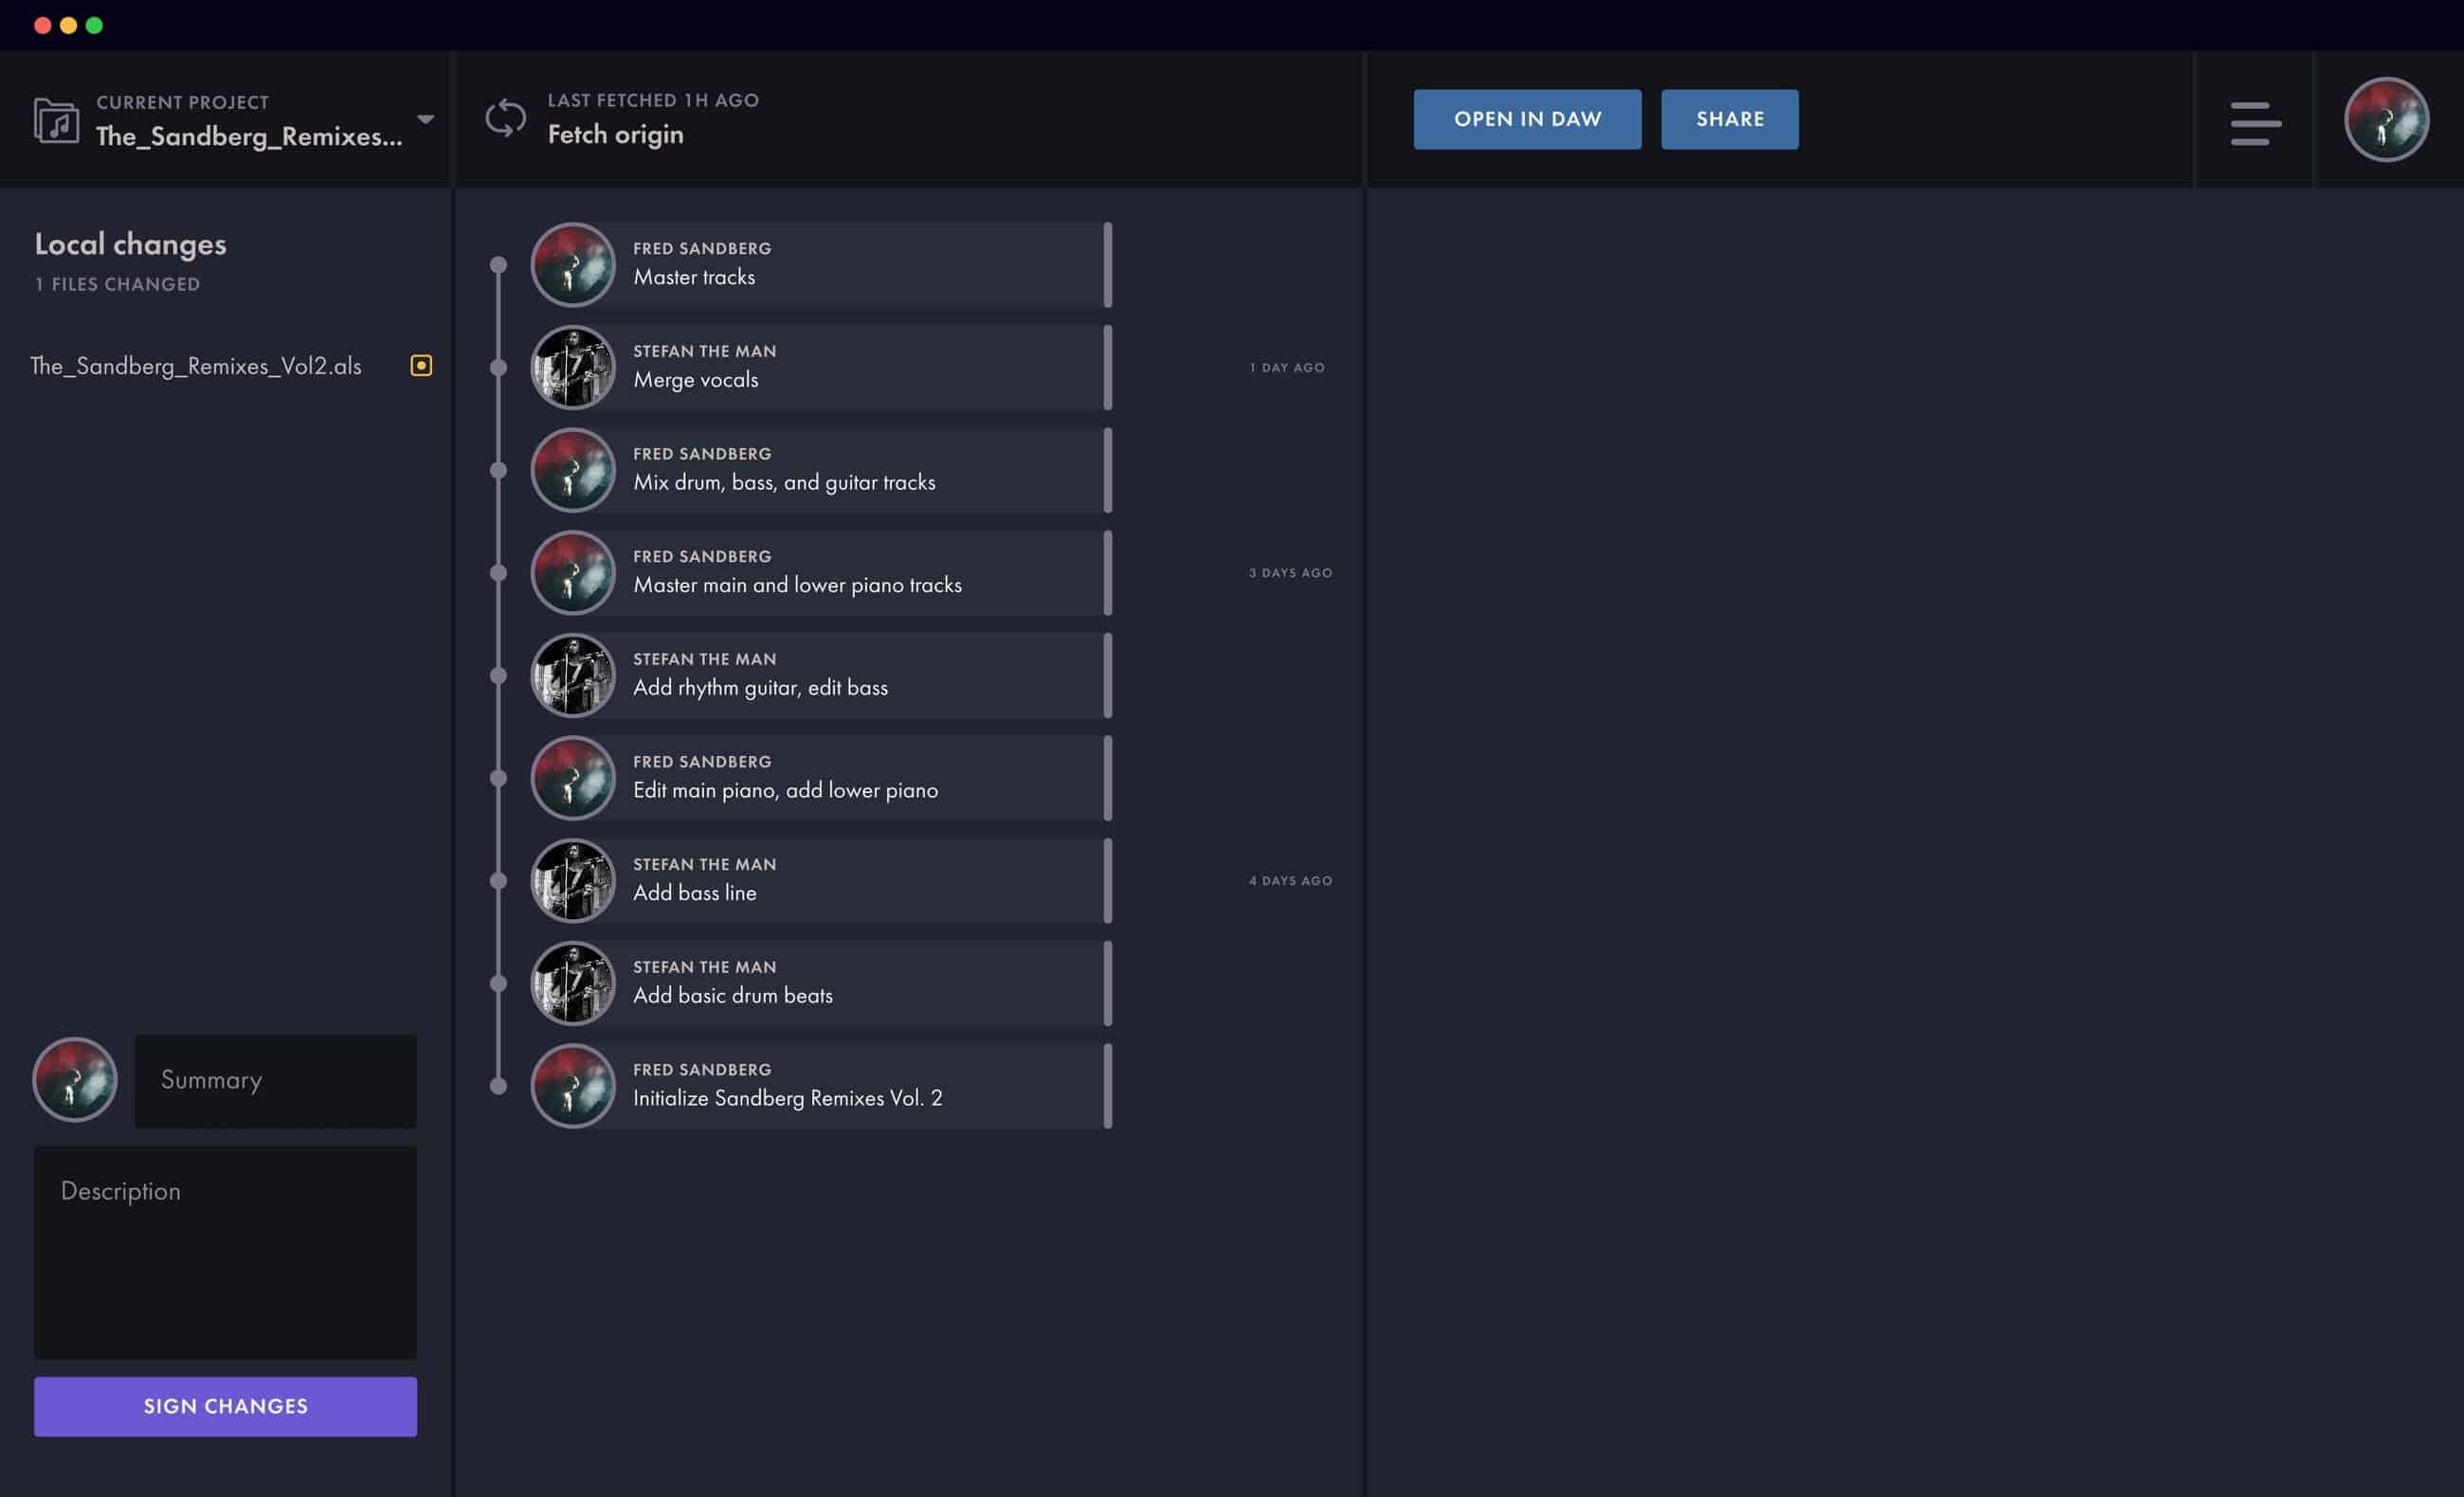 CURRENT PROJECT
The_Sandberg_Remixes...
LAST FETCHED 1H AGO
Fetch origin
OPEN IN DAW
SHARE
Local changes
1 FILES CHANGED
The_Sandberg_Remixes_Vol2.als
FRED SANDBERG
Master tracks
STEFAN THE MAN
Merge vocals
1 DAY AGO
FRED SANDBERG
Mix drum, bass, and guitar tracks
FRED SANDBERG
Master main and lower piano tracks
3 DAYS AGO
STEFAN THE MAN
Add rhythm guitar, edit bass
FRED SANDBERG
Edit main piano, add lower piano
STEFAN THE MAN
Add bass line
4 DAYS AGO
STEFAN THE MAN
Add basic drum beats
FRED SANDBERG
Initialize Sandberg Remixes Vol. 2
Summary
Description
SIGN CHANGES